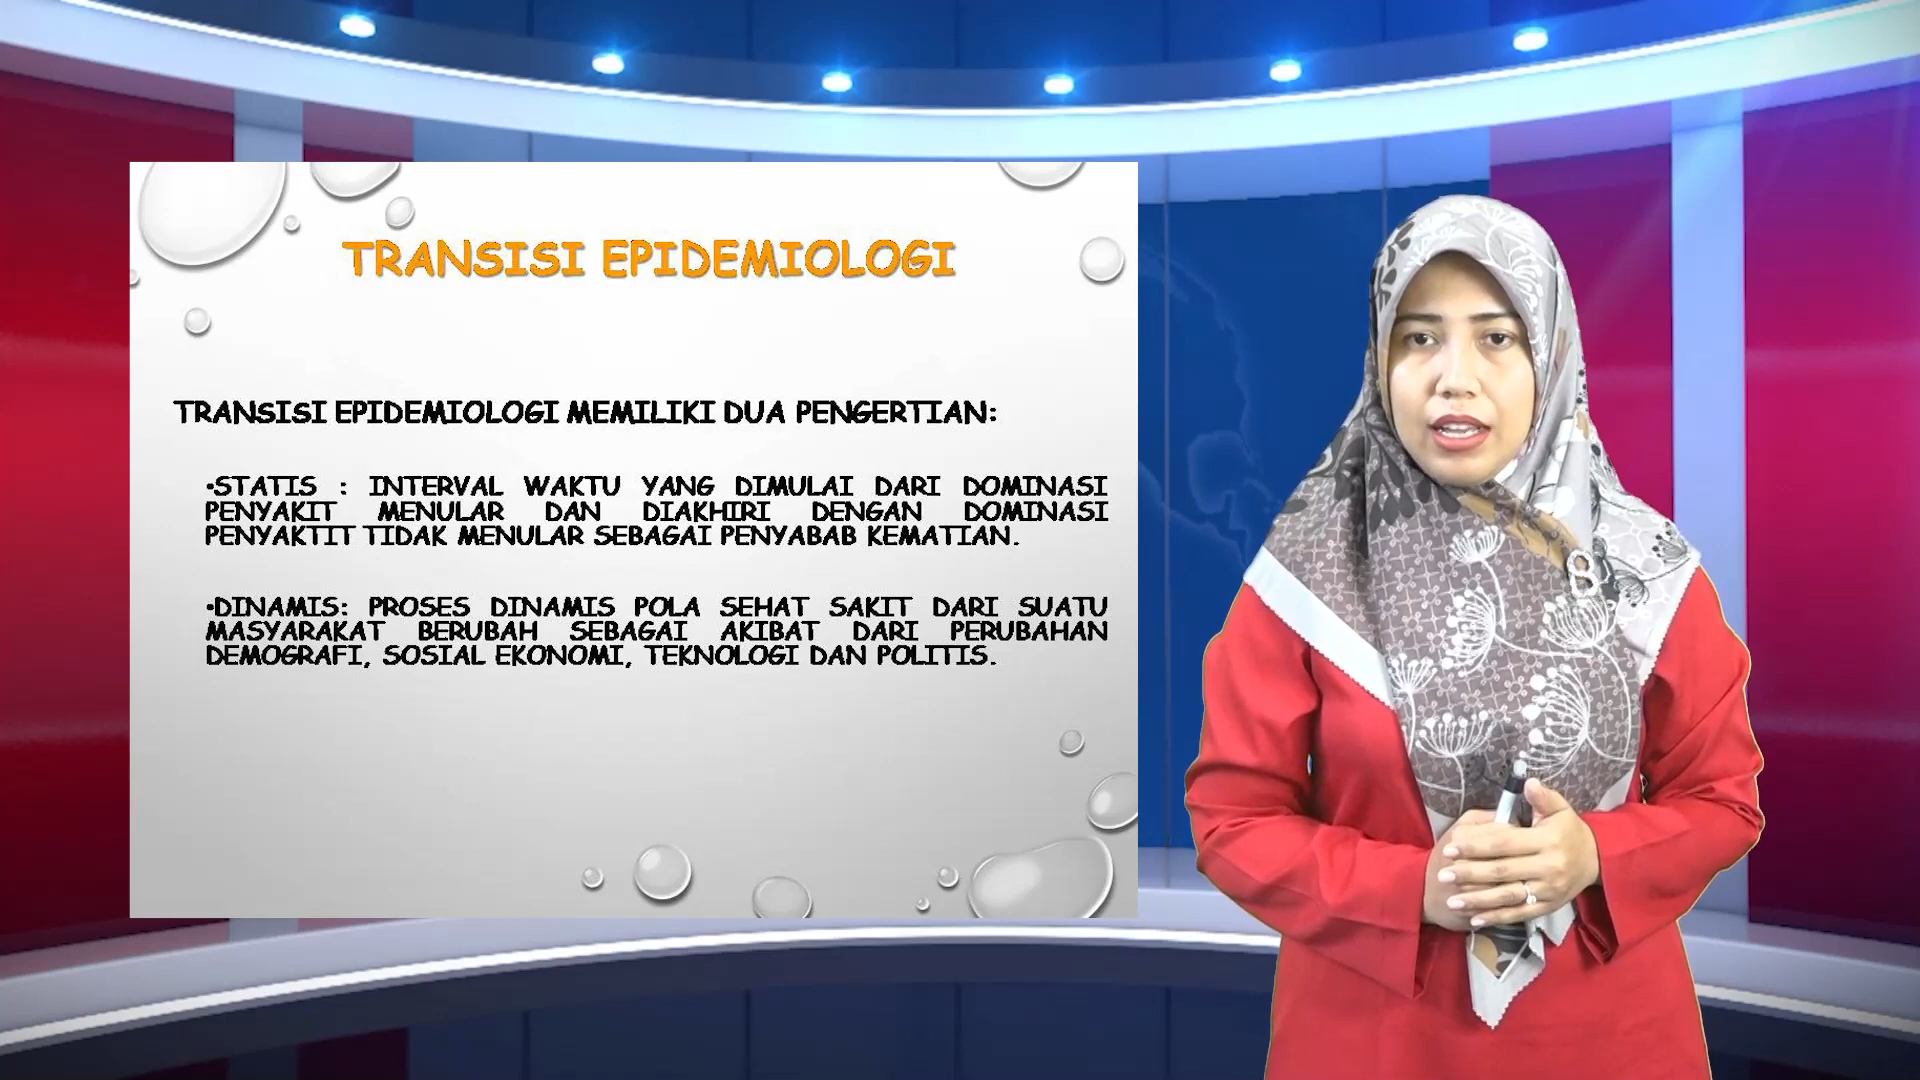 TRANSISI EPIDEMIOLOGI
TRANSISI EPIDEMIOLOGI MEMILIKI DUA PENGERTIAN:
•STATIS : INTERVAL WAKTU YANG DIMULAI DARI DOMINASI
PENYAKIT MENULAR DAN DIAKHIRI DENGAN DOMINASI
PENYAKTIT TIDAK MENULAR SEBAGAI PENYABAB KEMATIAN.
•DINAMIS: PROSES DINAMIS POLA SEHAT SAKIT DARI SUATU
MASYARAKAT BERUBAH SEBAGAI AKIBAT DARI PERUBAHAN
DEMOGRAFI, SOSIAL EKONOMI, TEKNOLOGI DAN POLITIS.